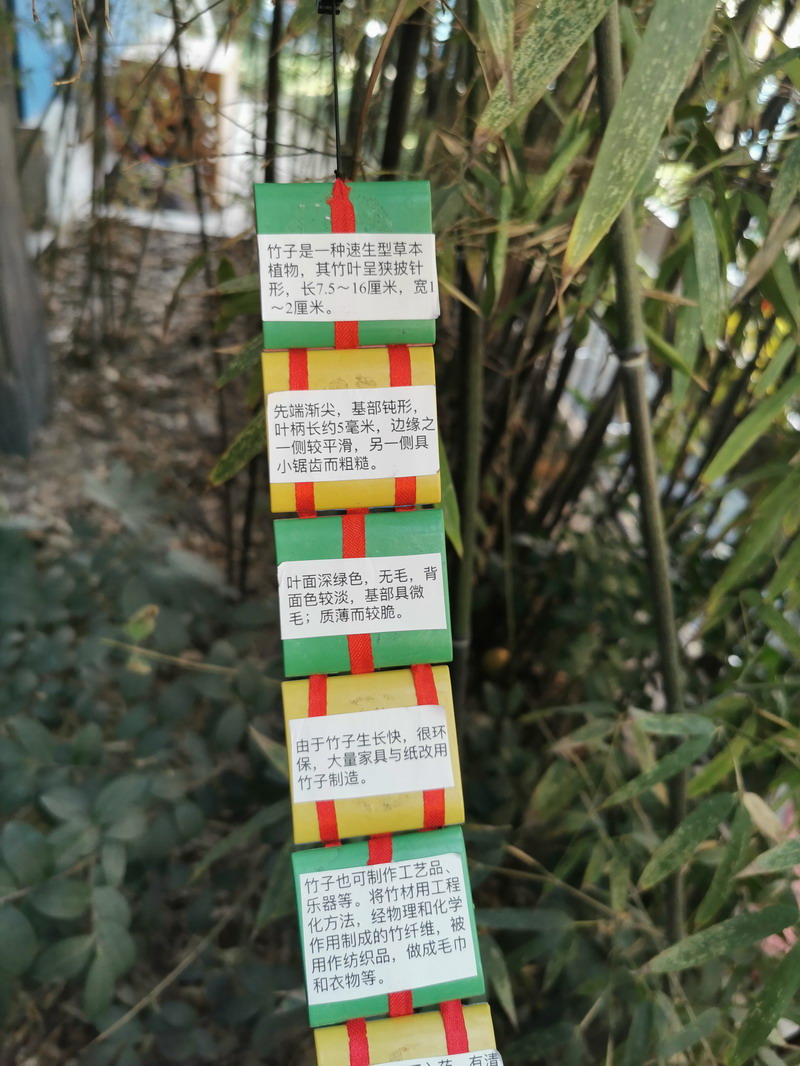 竹子是一种速生型草本
植物，其竹叶呈狭披针
形，长7.5～16厘米，宽1
～2厘米。
先端渐尖，基部钝形，
叶柄长约5毫米，边缘之
一侧较平滑，另一侧具
小锯齿而粗糙。
叶面深绿色，无毛，背
面色较淡，基部具微
毛；质薄而较脆。
由于竹子生长快，很环
保，大量家具与纸改用
竹子制造。
竹子也可制作工艺品、
乐器等。将竹材用工程
化方法，经物理和化学
作用制成的竹纤维，被
用作纺织品，做成毛巾
和衣物等。
有清